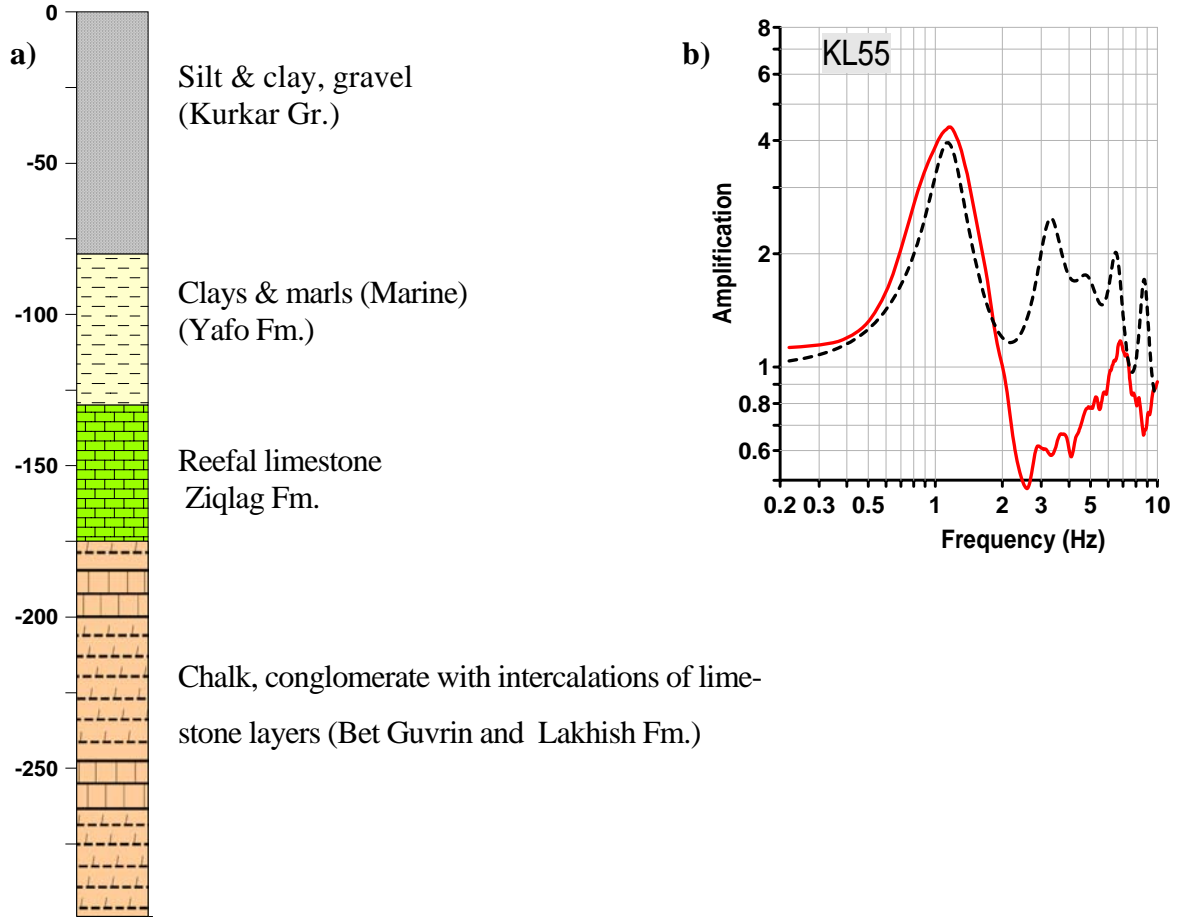 a)
0
-50
-100
-150
-200
-250
Silt & clay, gravel
(Kurkar Gr.)
Clays & marls (Marine)
(Yafo Fm.)
Reefal limestone
Ziqlag Fm.
Chalk, conglomerate with intercalations of lime-
stone layers (Bet Guvrin and Lakhish Fm.)
b)
KL55
Amplification
8
6
4
2
1
0.8
0.6
0.2 0.3 0.5 1 2 3 5 10
Frequency (Hz)